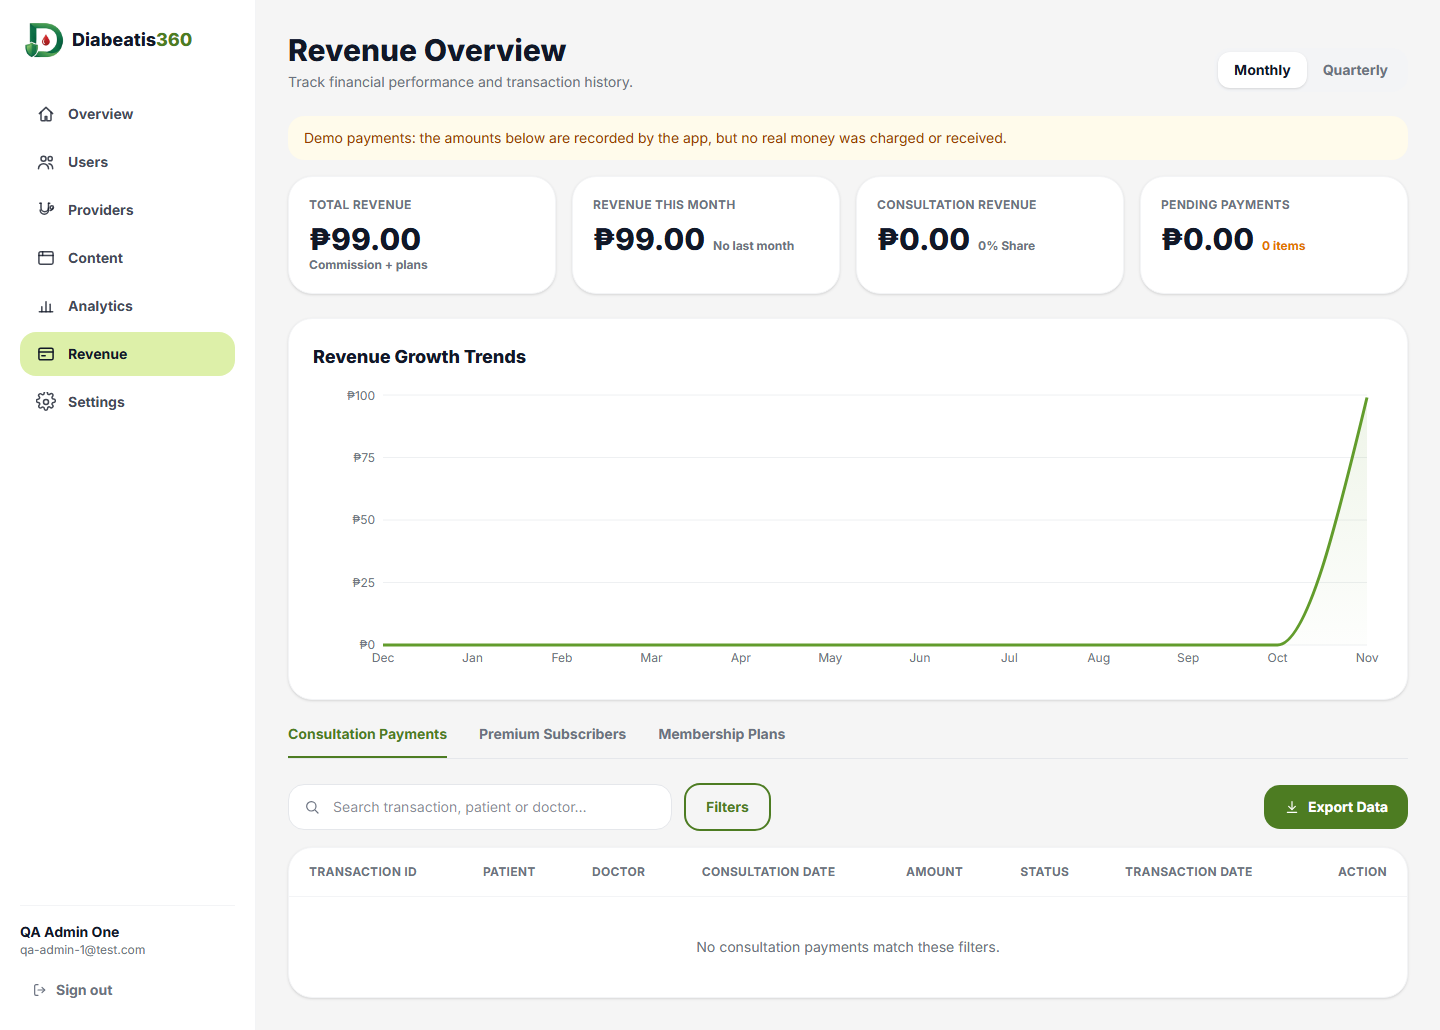 Diabeatis360
Overview
Users
Providers
Content
Analytics
Revenue
Settings
QA Admin One
qa-admin-1@test.com
Sign out
Revenue Overview
Track financial performance and transaction history.
Monthly
Quarterly
Demo payments: the amounts below are recorded by the app, but no real money was charged or received.
TOTAL REVENUE
₱99.00
Commission + plans
REVENUE THIS MONTH
₱99.00 No last month
CONSULTATION REVENUE
₱0.00 0% Share
PENDING PAYMENTS
₱0.00 0 items
Revenue Growth Trends
₱100
₱75
₱50
₱25
₱0
Dec Jan Feb Mar Apr May Jun Jul Aug Sep Oct Nov
Consultation Payments Premium Subscribers Membership Plans
Search transaction, patient or doctor...
Filters
Export Data
TRANSACTION ID PATIENT DOCTOR CONSULTATION DATE AMOUNT STATUS TRANSACTION DATE ACTION
No consultation payments match these filters.